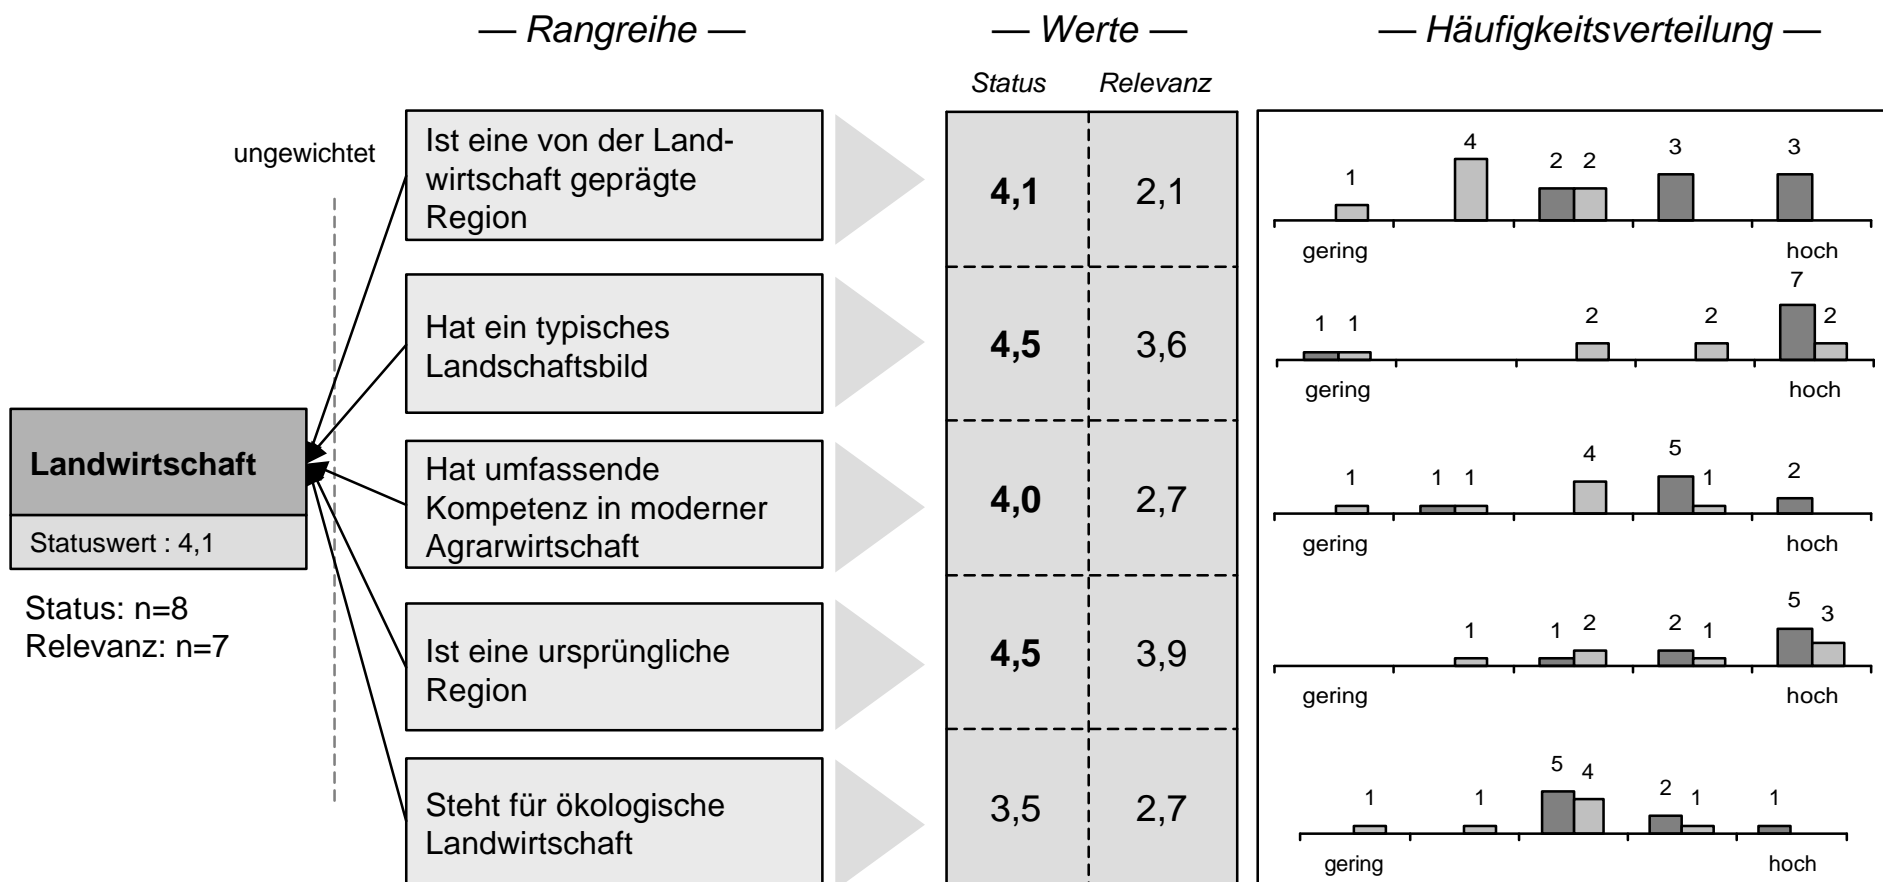 — Rangreihe —
— Werte —
— Häufigkeitsverteilung —
Status
Relevanz
ungewichtet
Ist eine von der Land-
wirtschaft geprägte
Region
4,1
2,1
1
4
2
2
3
3
gering
hoch
Hat ein typisches
Landschaftsbild
4,5
3,6
1
1
2
2
7
2
gering
hoch
Landwirtschaft
Statuswert : 4,1
Status: n=8
Relevanz: n=7
Hat umfassende
Kompetenz in moderner
Agrarwirtschaft
4,0
2,7
1
1
1
4
5
1
2
gering
hoch
Ist eine ursprüngliche
Region
4,5
3,9
1
1
2
2
1
5
3
gering
hoch
Steht für ökologische
Landwirtschaft
3,5
2,7
1
1
5
4
2
1
1
gering
hoch